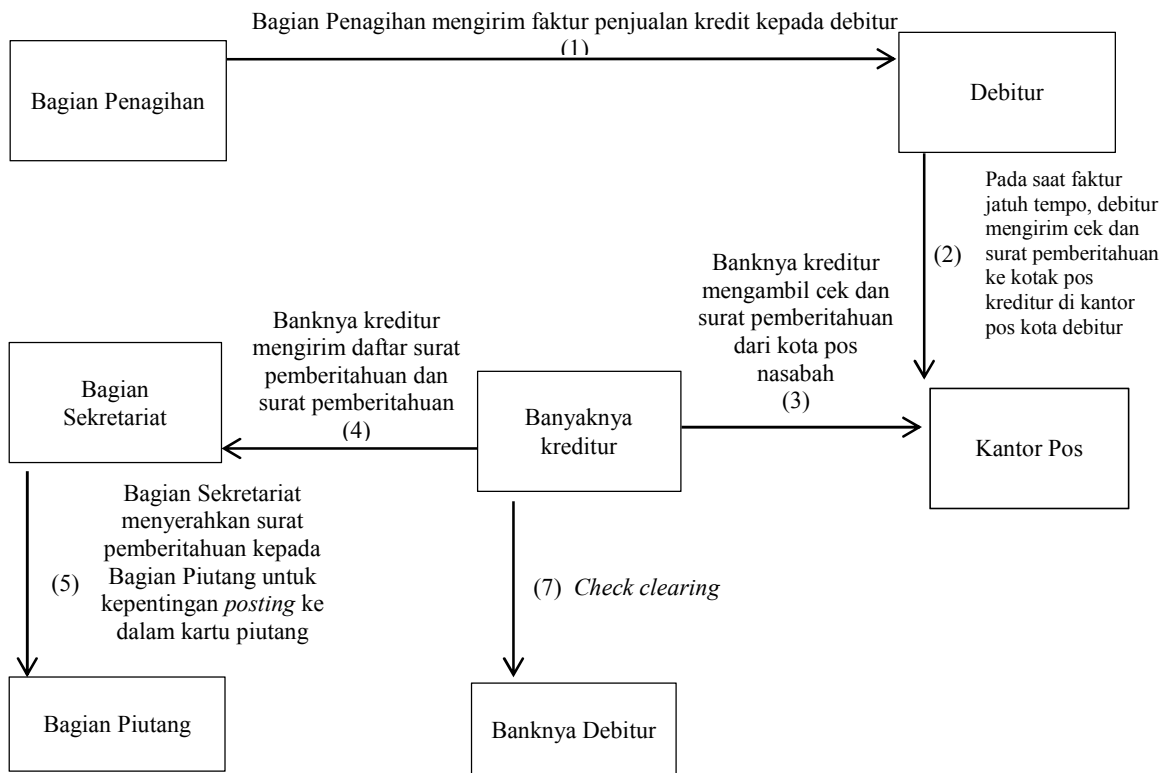 Bagian Penagihan mengirim faktur penjualan kredit kepada debitur
(1)
Bagian Penagihan
Debitur
Pada saat faktur
jatuh tempo, debitur
mengirim cek dan
surat pemberitahuan
ke kotak pos
kreditur di kantor
pos kota debitur
(2)
Banknya kreditur
mengambil cek dan
surat pemberitahuan
dari kota pos
nasabah
(3)
Banknya kreditur
mengirim daftar surat
pemberitahuan dan
surat pemberitahuan
(4)
Bagian
Sekretariat
Banyaknya
kreditur
Kantor Pos
Bagian Sekretariat
menyerahkan surat
pemberitahuan kepada
Bagian Piutang untuk
kepentingan posting ke
dalam kartu piutang
(5)
(7) Check clearing
Bagian Piutang
Banknya Debitur